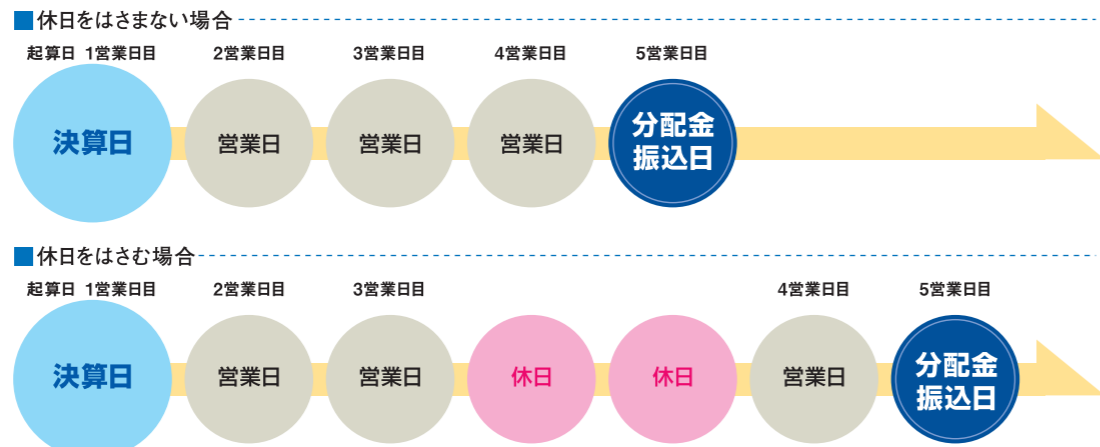 ■休日をはさまない場合
起算日 1営業日目 2営業日目 3営業日目 4営業日目 5営業日目
決算日 営業日 営業日 営業日 分配金
振込日
■休日をはさむ場合
起算日 1営業日目 2営業日目 3営業日目 4営業日目 5営業日目
決算日 営業日 営業日 休日 休日 営業日 分配金
振込日